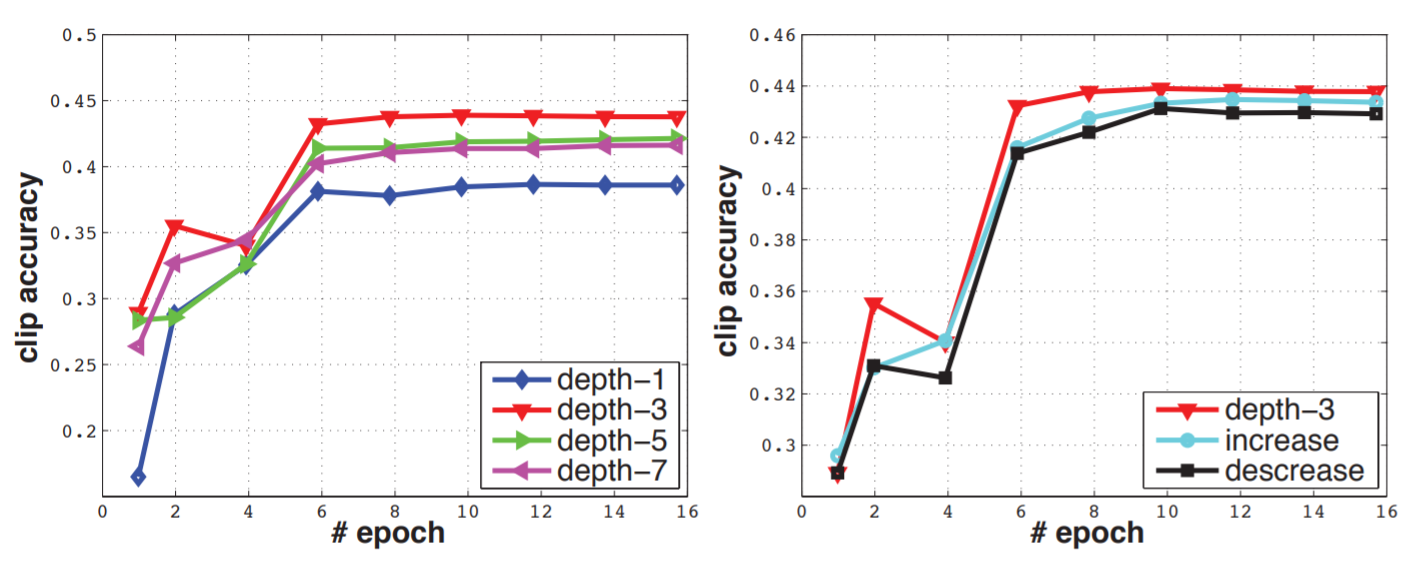 0.5
0.45
0.4
0.35
0.3
0.25
0.2
clip accuracy
0 2 4 6 8 10 12 14 16
# epoch
depth-1
depth-3
depth-5
depth-7
0.46
0.44
0.42
0.4
0.38
0.36
0.34
0.32
0.3
clip accuracy
0 2 4 6 8 10 12 14 16
# epoch
depth-3
increase
descrease